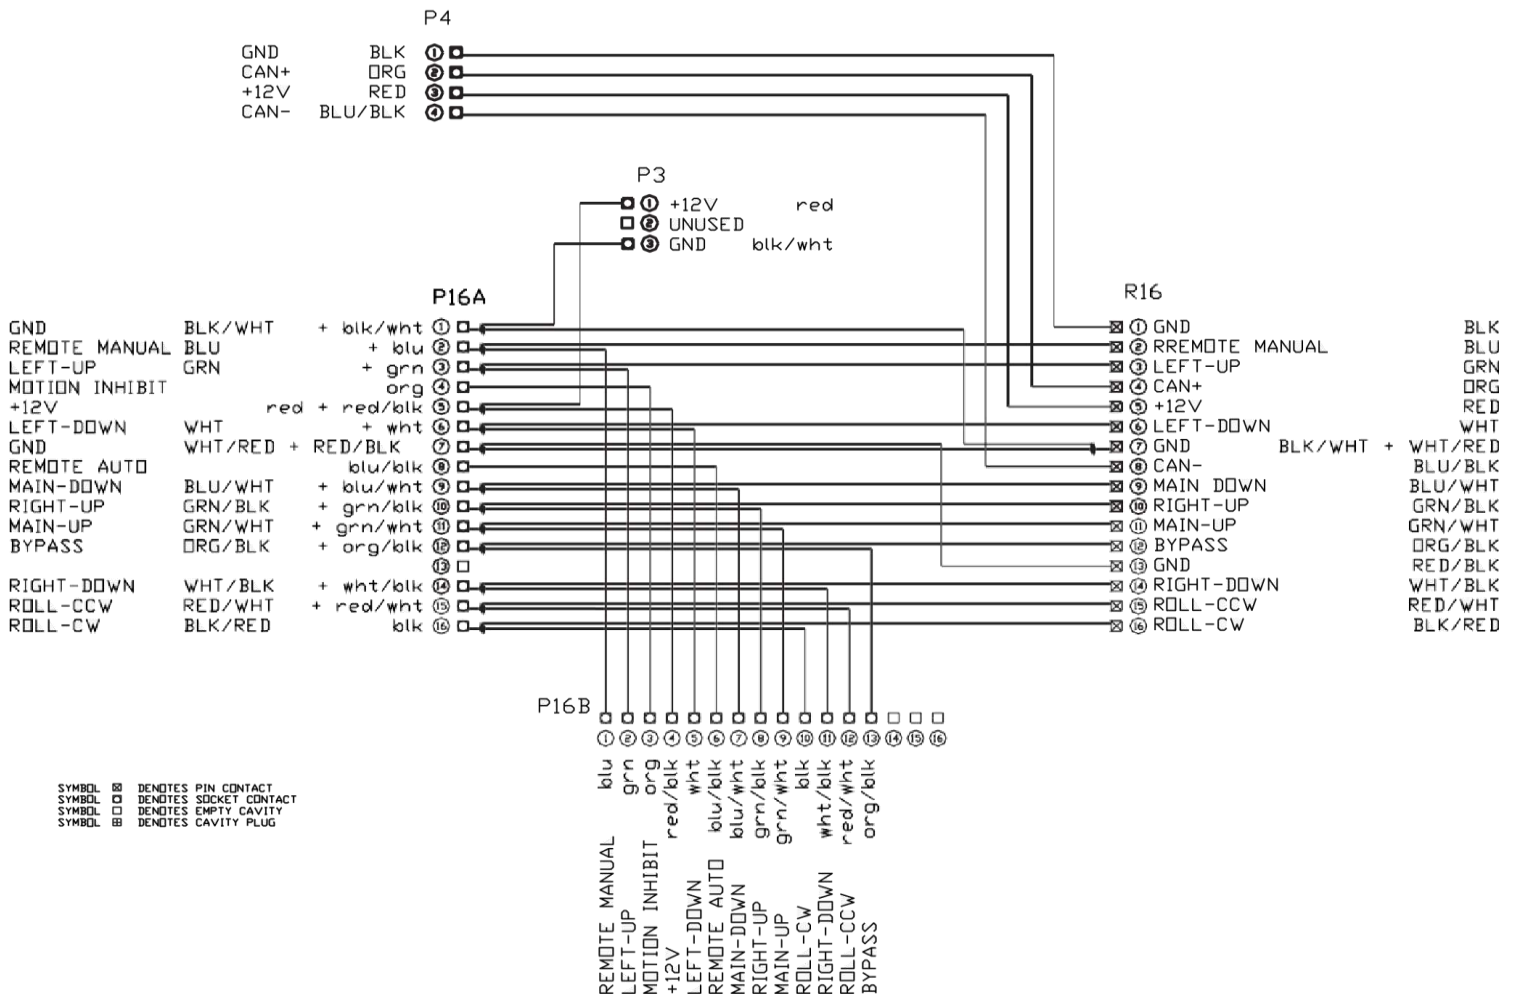 P4
GND BLK 1
CAN+ ORG 2
+12V RED 3
CAN- BLU/BLK 4
P3
1 +12V red
2 UNUSED
3 GND blk/wht
P16A
GND BLK/WHT + blk/wht 1
REMOTE MANUAL BLU + blu 2
LEFT-UP GRN + grn 3
MOTION INHIBIT org 4
+12V red + red/blk 5
LEFT-DOWN WHT + wht 6
GND WHT/RED + RED/BLK 7
REMOTE AUTO blu/blk 8
MAIN-DOWN BLU/WHT + blu/wht 9
RIGHT-UP GRN/BLK + grn/blk 10
MAIN-UP GRN/WHT + grn/wht 11
BYPASS ORG/BLK + org/blk 12
13
RIGHT-DOWN WHT/BLK + wht/blk 14
ROLL-CCW RED/WHT + red/wht 15
ROLL-CW BLK/RED blk 16
R16
1 GND BLK
2 RREMOTE MANUAL BLU
3 LEFT-UP GRN
4 CAN+ ORG
5 +12V RED
6 LEFT-DOWN WHT
7 GND BLK/WHT + WHT/RED
8 CAN- BLU/BLK
9 MAIN DOWN BLU/WHT
10 RIGHT-UP GRN/BLK
11 MAIN-UP GRN/WHT
12 BYPASS ORG/BLK
13 GND RED/BLK
14 RIGHT-DOWN WHT/BLK
15 ROLL-CCW RED/WHT
16 ROLL-CW BLK/RED
P16B
1 2 3 4 5 6 7 8 9 10 11 12 13 14 15 16
blu
grn
org
red/blk
wht
blu/blk
blu/wht
grn/blk
grn/wht
blk
wht/blk
red/wht
org/blk
REMOTE MANUAL
LEFT-UP
MOTION INHIBIT
+12V
LEFT-DOWN
REMOTE AUTO
MAIN-DOWN
RIGHT-UP
MAIN-UP
ROLL-CW
RIGHT-DOWN
ROLL-CCW
BYPASS
SYMBOL DENOTES PIN CONTACT
SYMBOL DENOTES SOCKET CONTACT
SYMBOL DENOTES EMPTY CAVITY
SYMBOL DENOTES CAVITY PLUG